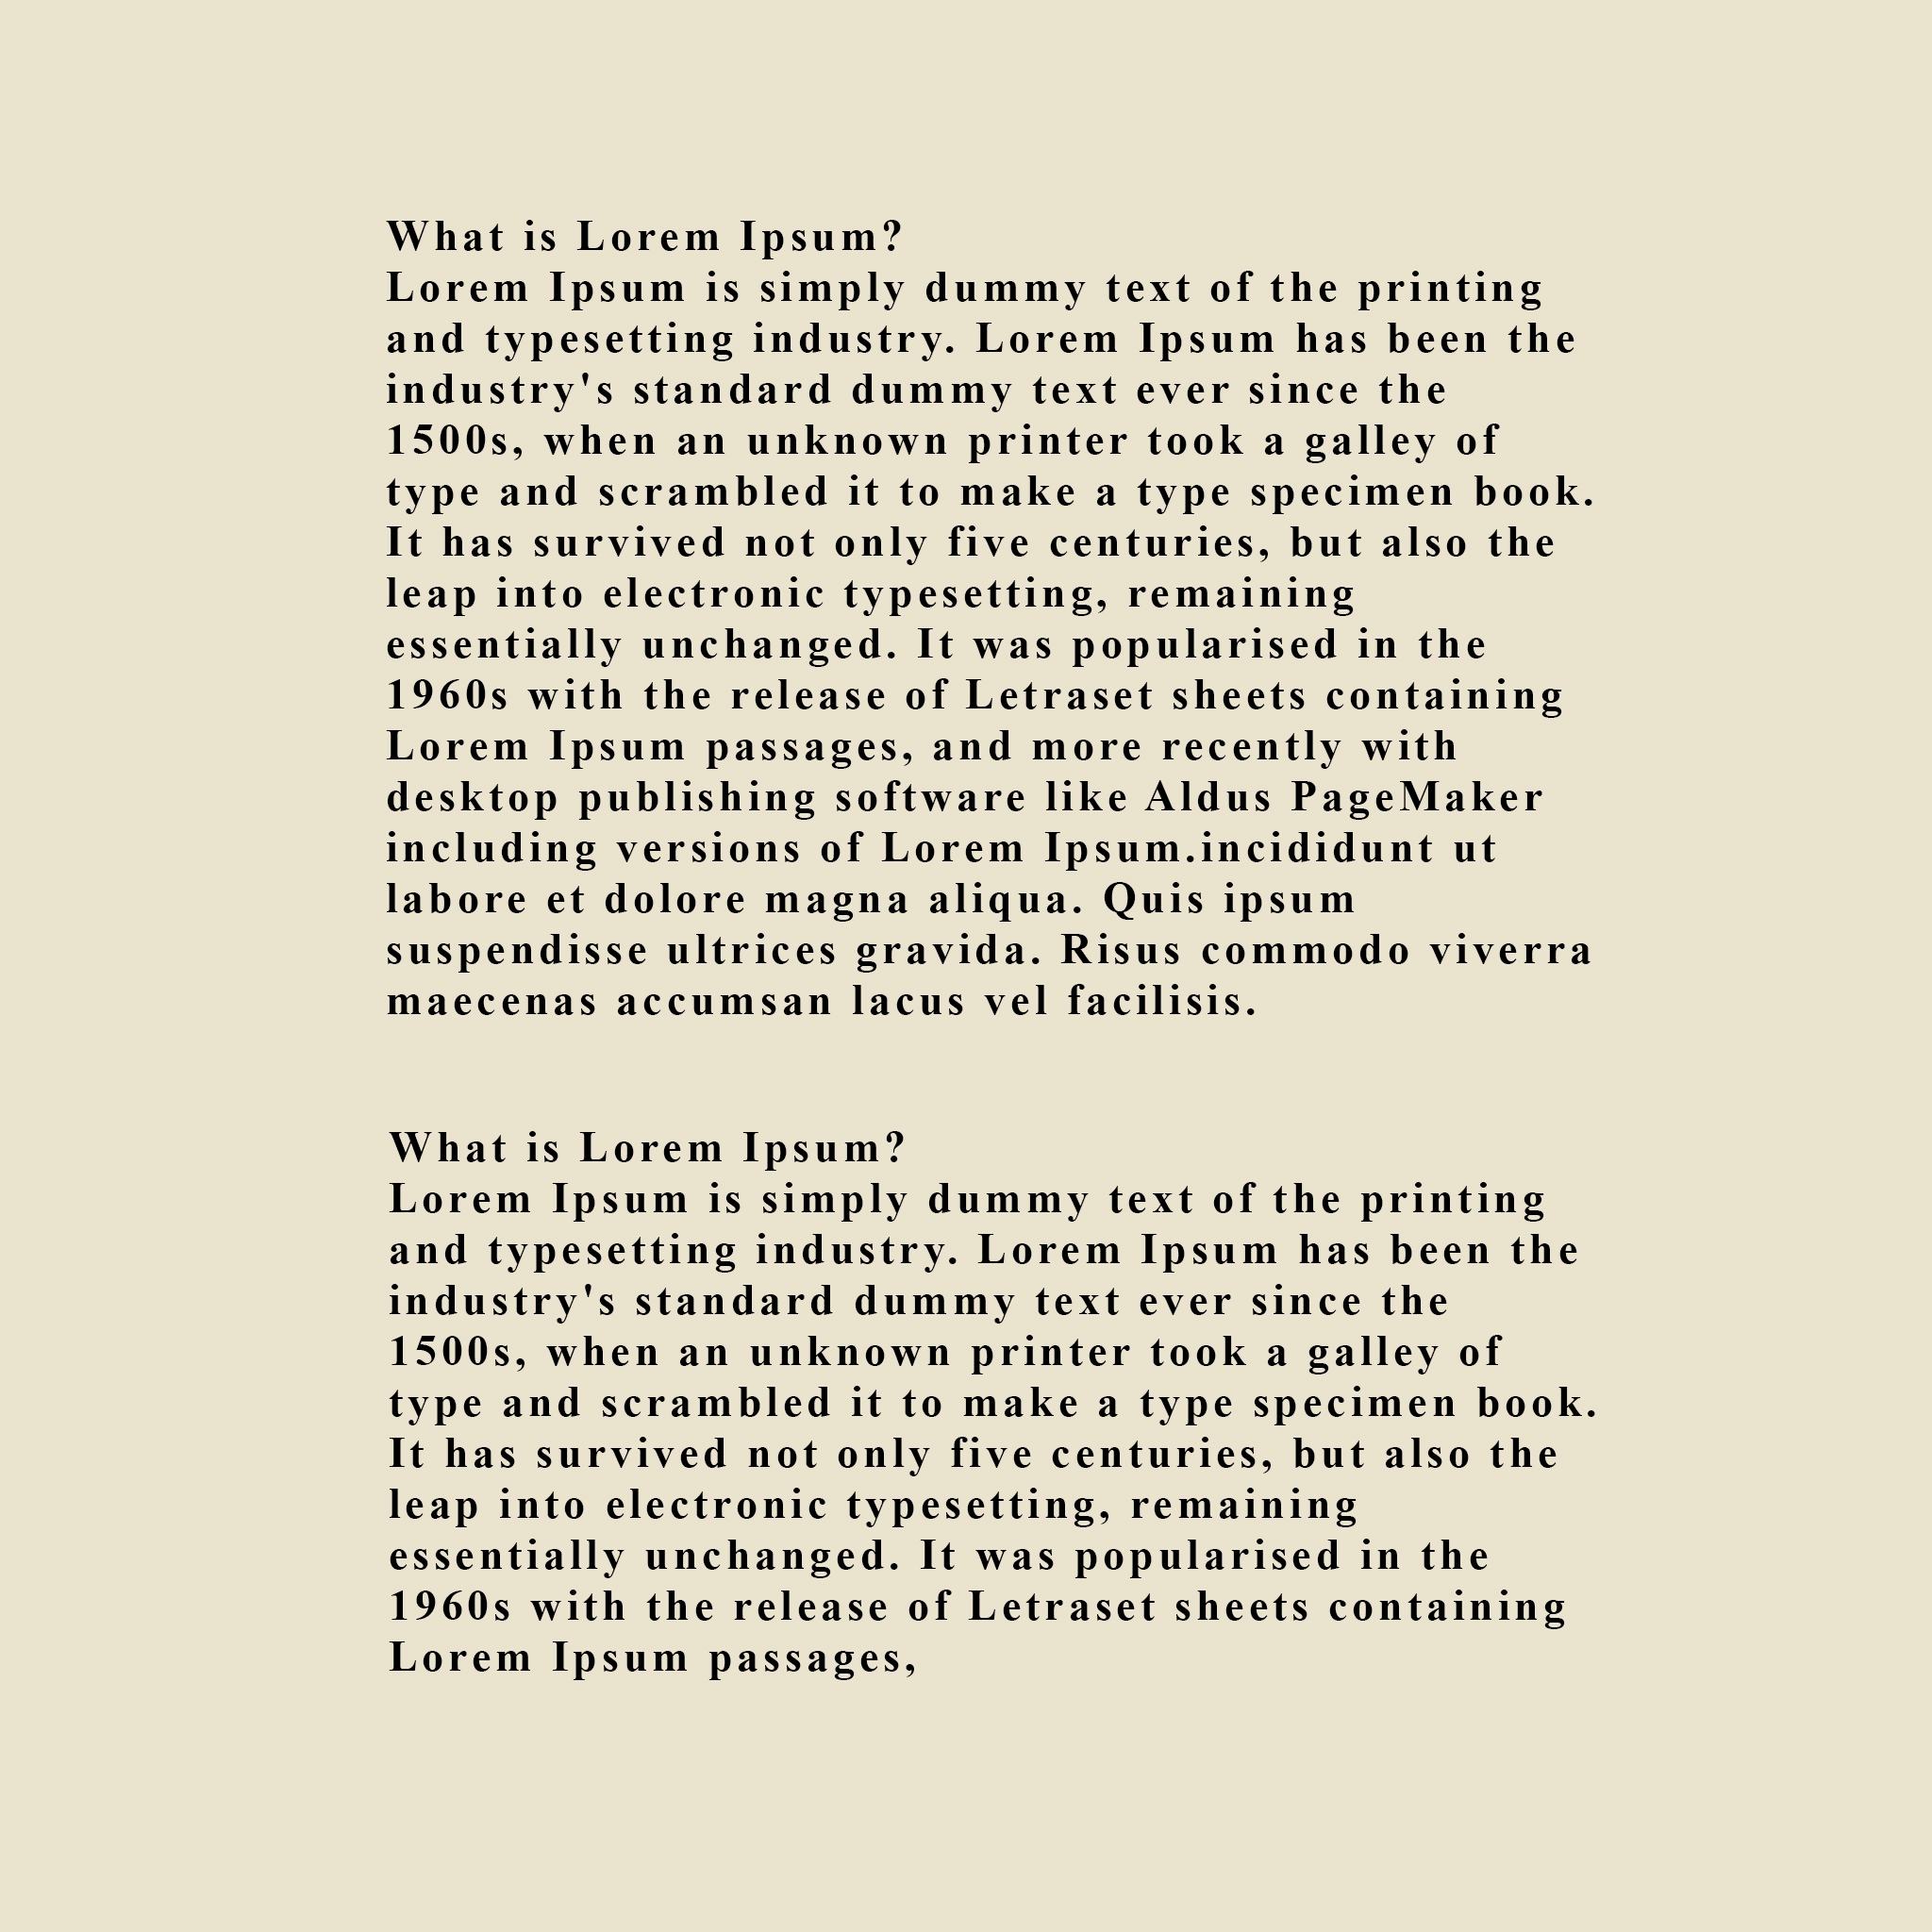 What is Lorem Ipsum?
Lorem Ipsum is simply dummy text of the printing
and typesetting industry. Lorem Ipsum has been the
industry's standard dummy text ever since the
1500s, when an unknown printer took a galley of
type and scrambled it to make a type specimen book.
It has survived not only five centuries, but also the
leap into electronic typesetting, remaining
essentially unchanged. It was popularised in the
1960s with the release of Letraset sheets containing
Lorem Ipsum passages, and more recently with
desktop publishing software like Aldus PageMaker
including versions of Lorem Ipsum.incididunt ut
labore et dolore magna aliqua. Quis ipsum
suspendisse ultrices gravida. Risus commodo viverra
maecenas accumsan lacus vel facilisis.
What is Lorem Ipsum?
Lorem Ipsum is simply dummy text of the printing
and typesetting industry. Lorem Ipsum has been the
industry's standard dummy text ever since the
1500s, when an unknown printer took a galley of
type and scrambled it to make a type specimen book.
It has survived not only five centuries, but also the
leap into electronic typesetting, remaining
essentially unchanged. It was popularised in the
1960s with the release of Letraset sheets containing
Lorem Ipsum passages,